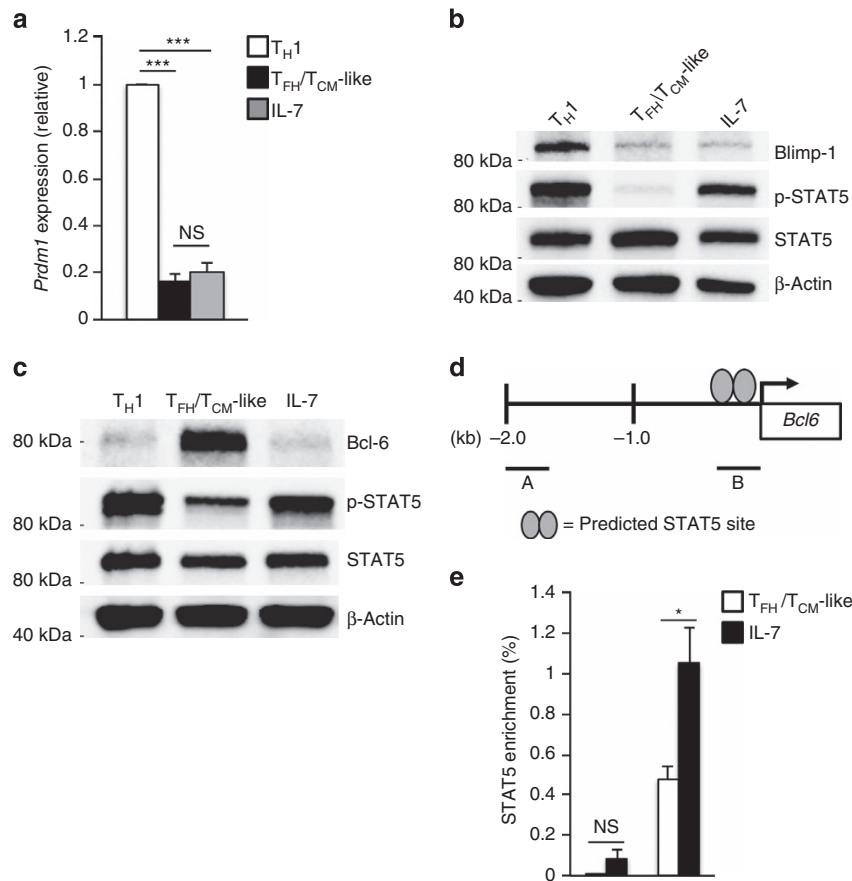 a
1.2
1
0.8
0.6
0.4
0.2
0
Prdm1 expression (relative)
***
***
NS
TH1
TFH/TCM-like
IL-7
b
TH1
TFH\TCM-like
IL-7
80 kDa -
Blimp-1
80 kDa -
p-STAT5
80 kDa -
STAT5
40 kDa -
β-Actin
c
TH1 TFH/TCM-like IL-7
80 kDa -
Bcl-6
80 kDa -
p-STAT5
80 kDa -
STAT5
40 kDa -
β-Actin
d
Bcl6
(kb) –2.0 –1.0
A B
= Predicted STAT5 site
e
1.4
1.2
1
0.8
0.6
0.4
0.2
0
STAT5 enrichment (%)
NS
*
TFH/TCM-like
IL-7